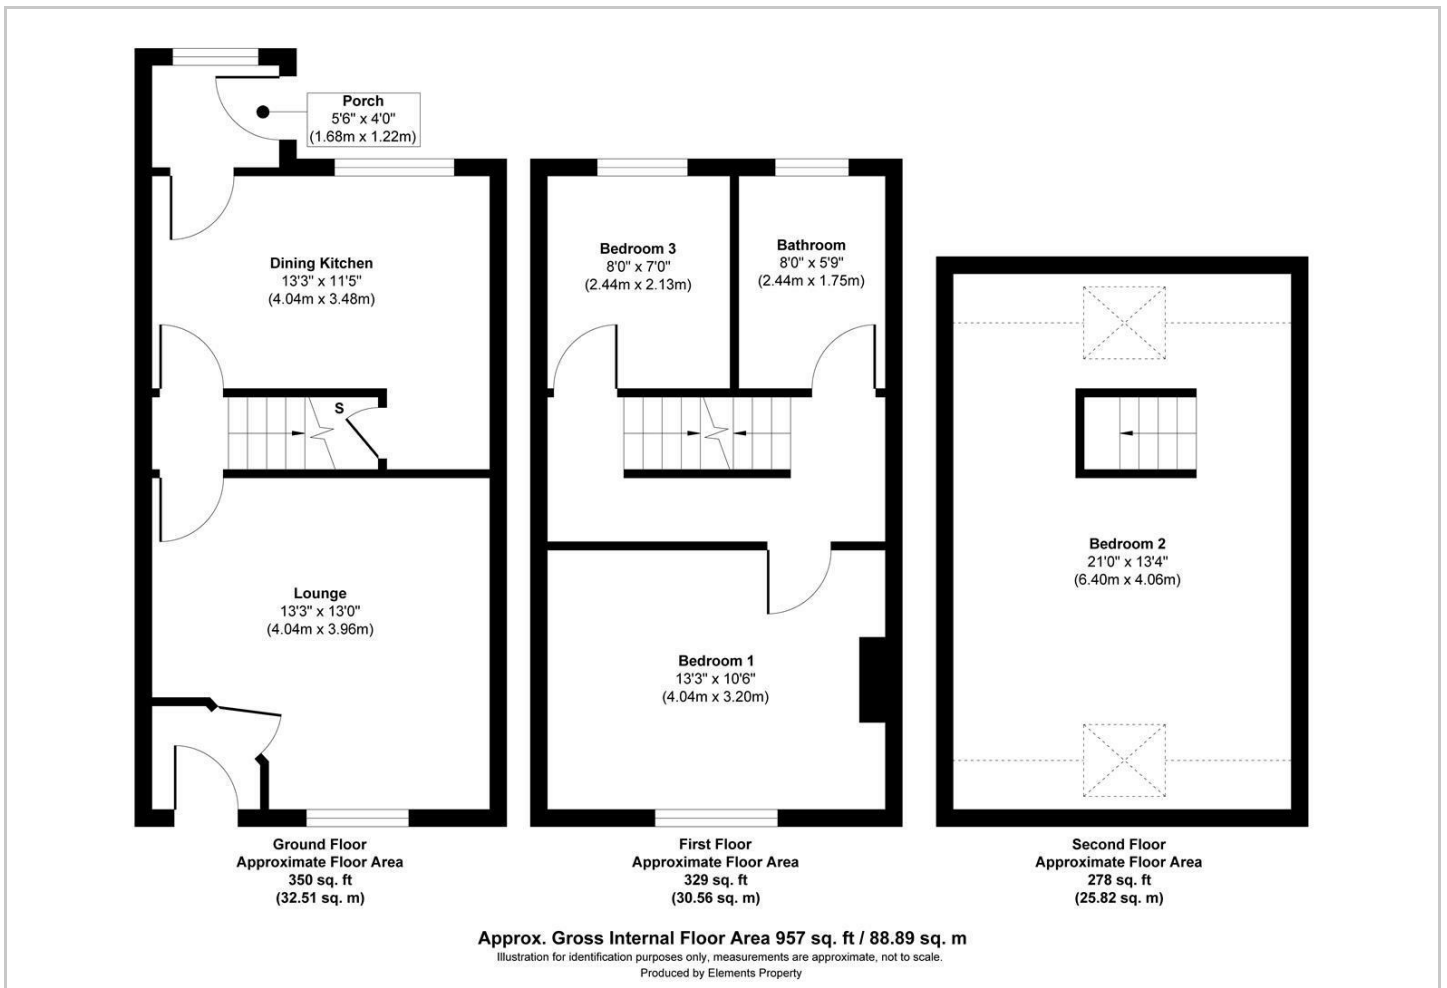 Porch
5'6" x 4'0"
(1.68m x 1.22m)
Dining Kitchen
13'3" x 11'5"
(4.04m x 3.48m)
S
Lounge
13'3" x 13'0"
(4.04m x 3.96m)
Ground Floor
Approximate Floor Area
350 sq. ft
(32.51 sq. m)
Bedroom 3
8'0" x 7'0"
(2.44m x 2.13m)
Bathroom
8'0" x 5'9"
(2.44m x 1.75m)
Bedroom 1
13'3" x 10'6"
(4.04m x 3.20m)
First Floor
Approximate Floor Area
329 sq. ft
(30.56 sq. m)
Bedroom 2
21'0" x 13'4"
(6.40m x 4.06m)
Second Floor
Approximate Floor Area
278 sq. ft
(25.82 sq. m)
Approx. Gross Internal Floor Area 957 sq. ft / 88.89 sq. m
Illustration for identification purposes only, measurements are approximate, not to scale.
Produced by Elements Property